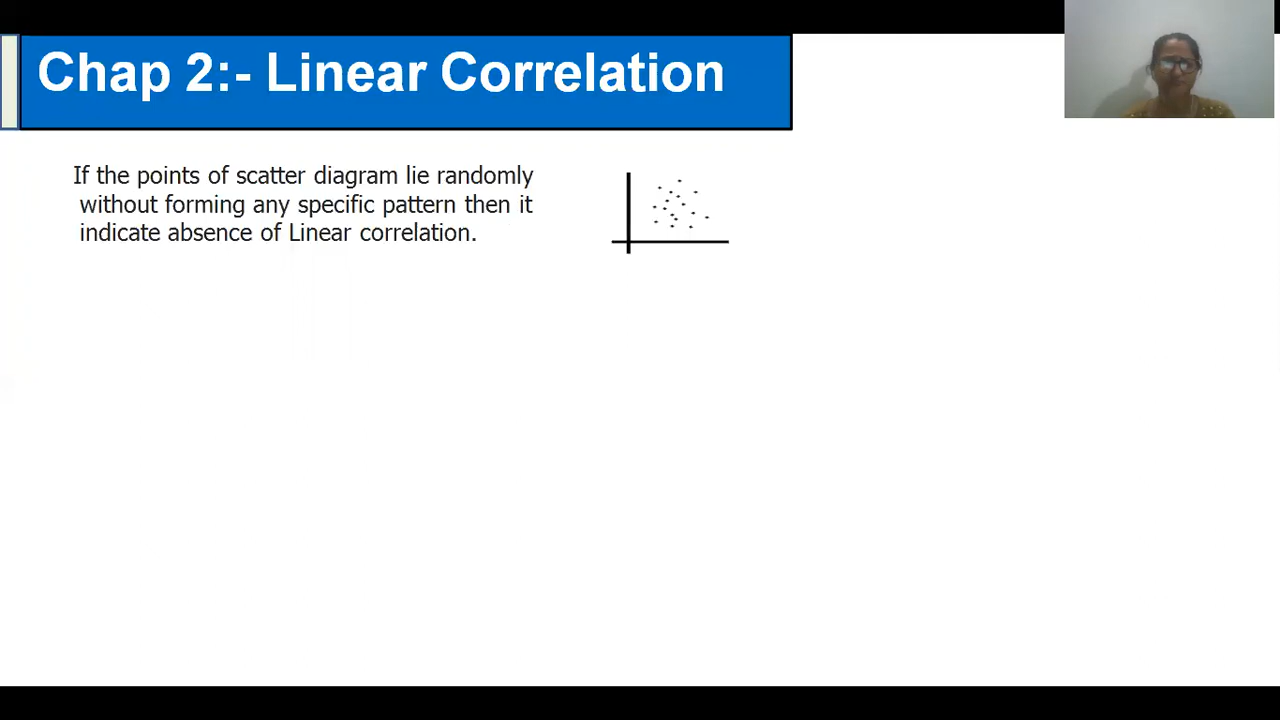 Chap 2:- Linear Correlation
If the points of scatter diagram lie randomly
without forming any specific pattern then it
indicate absence of Linear correlation.